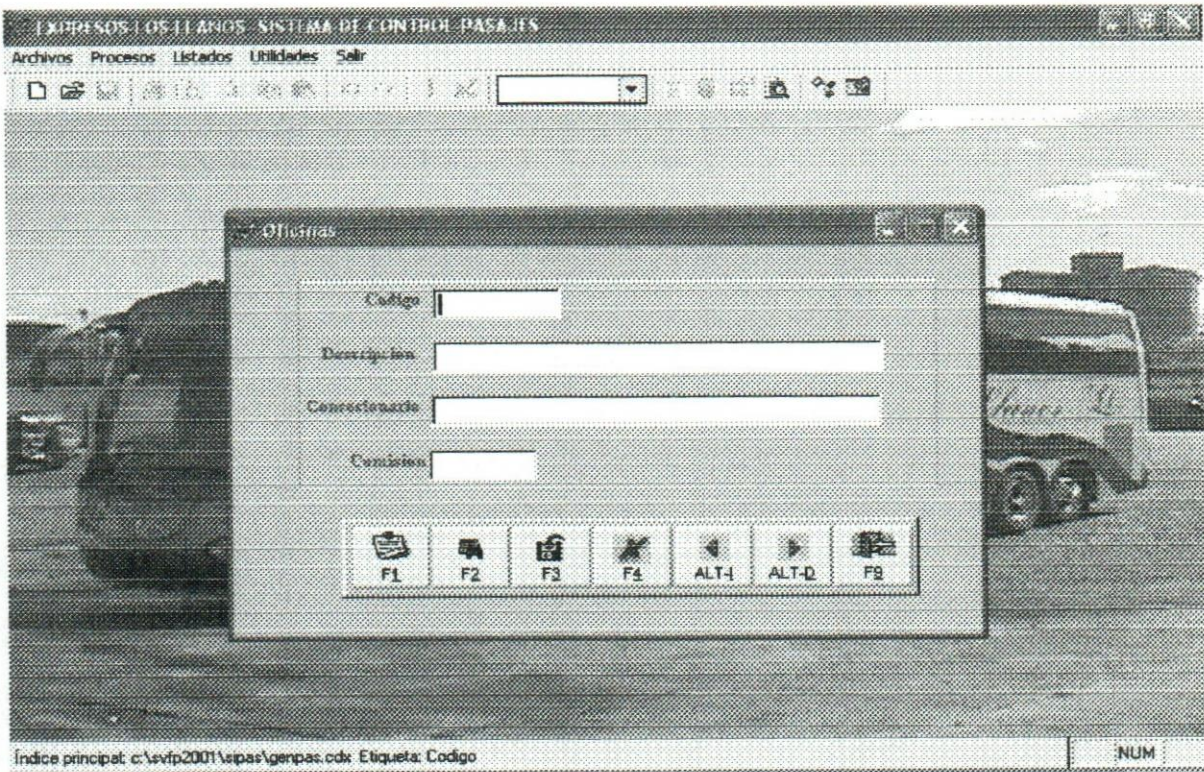 EXPRESOS LOS LLANOS SISTEMA DE CONTROL PASAJES
Archivos Procesos Listados Utilidades Salir
Oficinas
Codigo
Descripcion
Concesionario
Comision
Llanos
F1 F2 F3 F4 ALT-I ALT-D F9
Índice principal: c:\svfp2001\sipas\genpas.cdx Etiqueta: Codigo
NUM